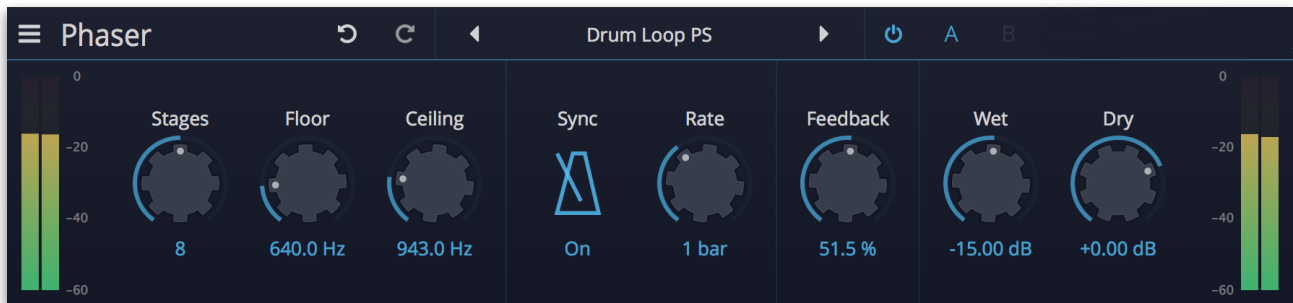 Phaser Drum Loop PS A B
0 0
Stages Floor Ceiling Sync Rate Feedback Wet Dry
-20 -20
-40 -40
8 640.0 Hz 943.0 Hz On 1 bar 51.5 % -15.00 dB +0.00 dB
-60 -60